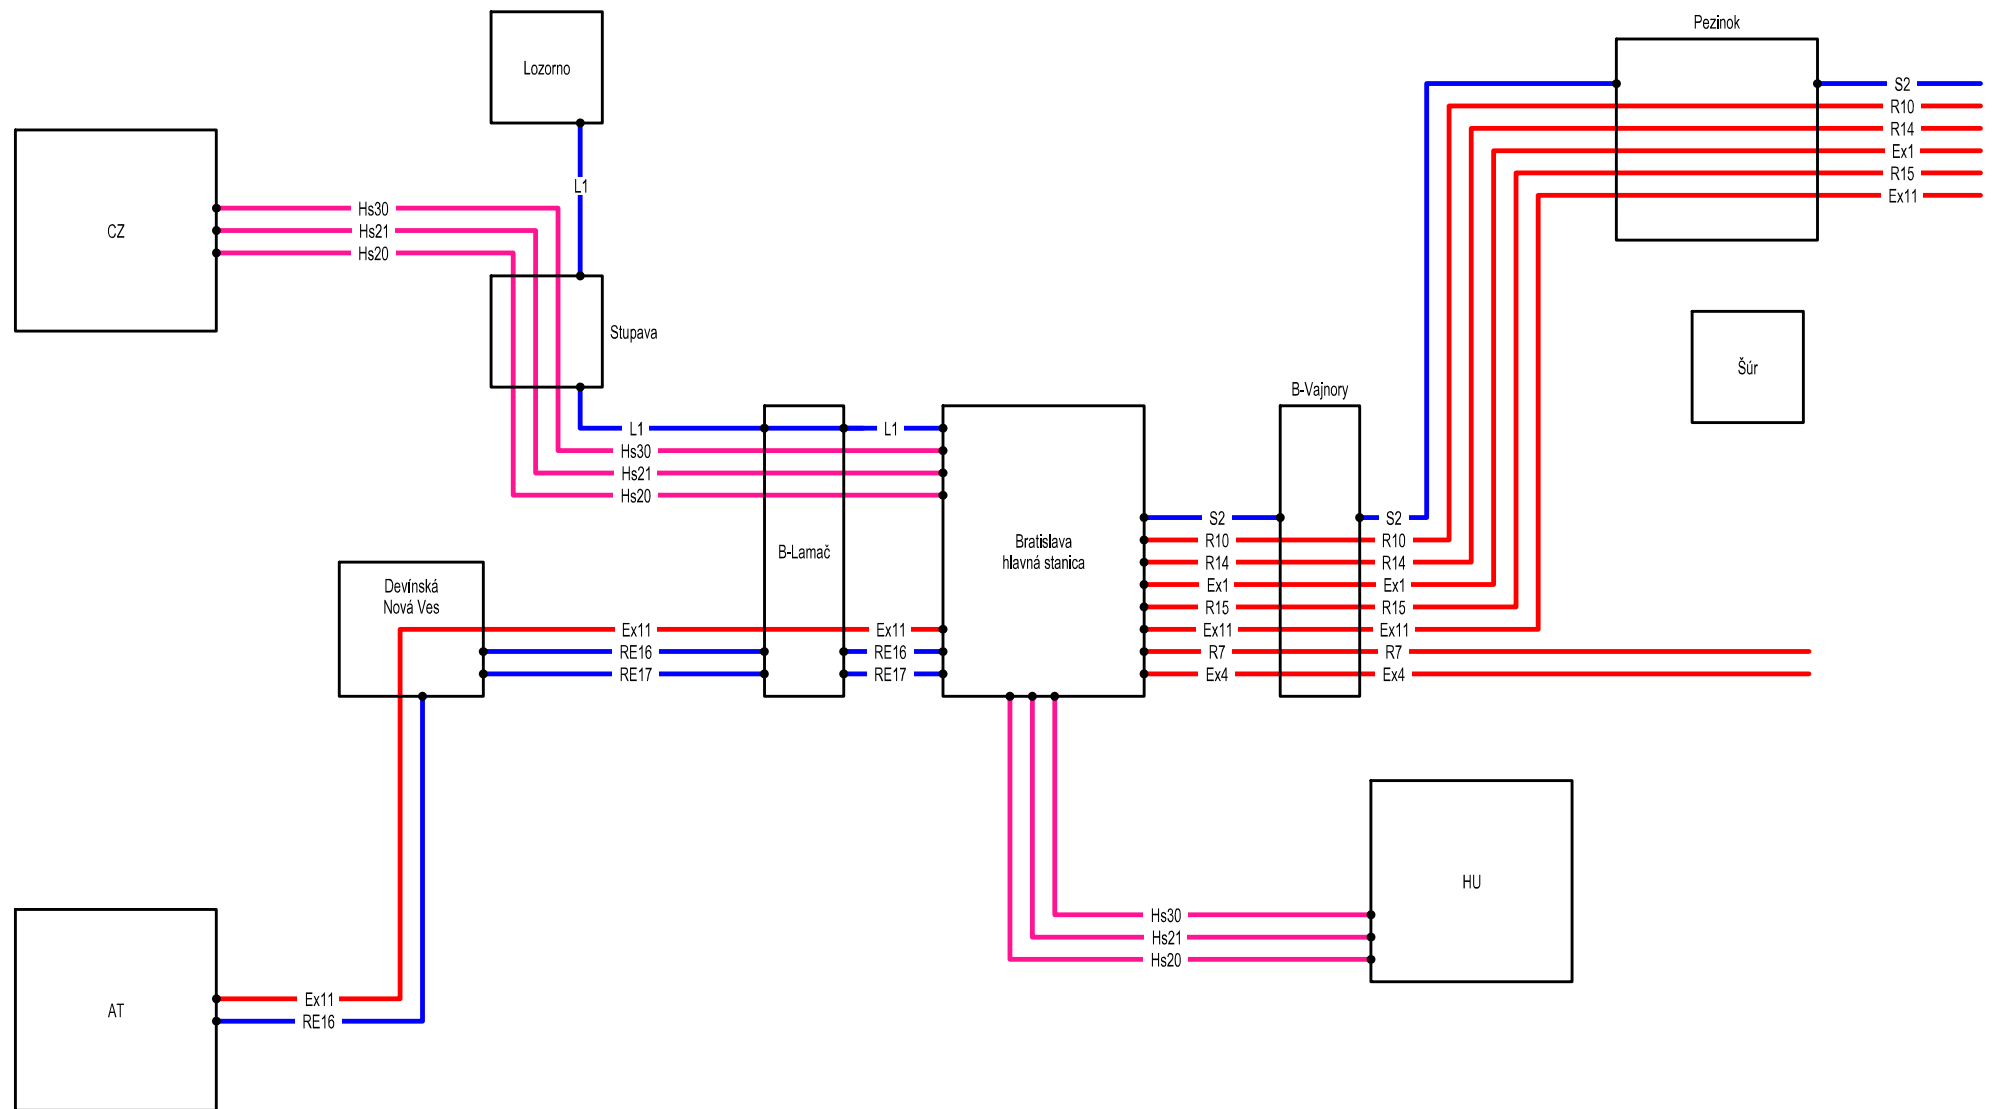 Pezinok
Lozorno
S2
R10
R14
Ex1
R15
Ex11
L1
CZ
Hs30
Hs21
Hs20
Stupava
Šúr
B-Vajnory
L1
L1
Hs30
Hs21
Hs20
B-Lamač
Bratislava
hlavná stanica
S2
S2
R10
R10
R14
R14
Ex1
Ex1
R15
R15
Ex11
Ex11
R7
R7
Ex4
Ex4
Devínská
Nová Ves
Ex11
Ex11
RE16
RE16
RE17
RE17
HU
Hs30
Hs21
Hs20
AT
Ex11
RE16